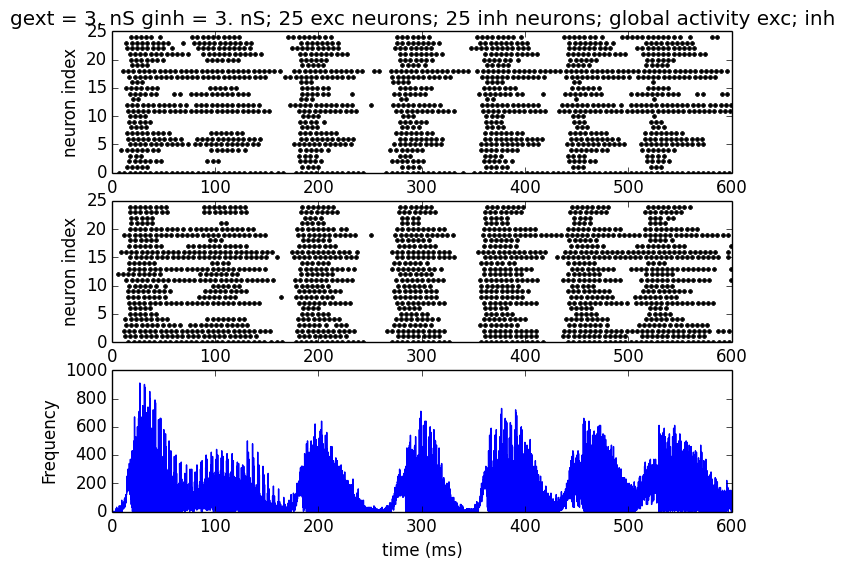 gext = 3. nS ginh = 3. nS; 25 exc neurons; 25 inh neurons; global activity exc; inh
25
20
15
10
5
0
neuron index
0 100 200 300 400 500 600
25
20
15
10
5
0
neuron index
0 100 200 300 400 500 600
1000
800
600
400
200
0
Frequency
0 100 200 300 400 500 600
time (ms)